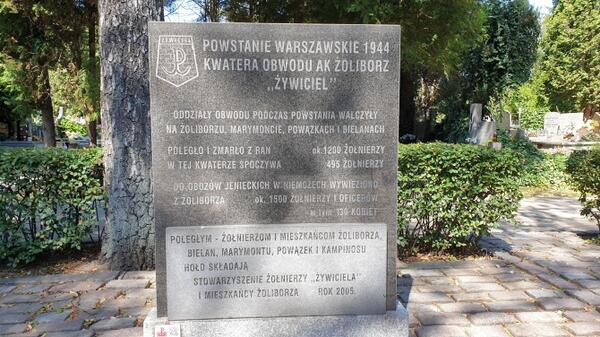 ŻYWICIEL
POWSTANIE WARSZAWSKIE 1944
KWATERA OBWODU AK ŻOLIBORZ
„ŻYWICIEL"
ODDZIAŁY OBWODU PODCZAS POWSTANIA WALCZYŁY
NA ŻOLIBORZU, MARYMONCIE, POWĄZKACH I BIELANACH
POLEGŁO I ZMARŁO Z RAN ok. 1200 ŻOŁNIERZY
W TEJ KWATERZE SPOCZYWA 495 ŻOŁNIERZY
DO OBOZÓW JENIECKICH W NIEMCZECH WYWIEZIONO
Z ŻOLIBORZA ok. 1500 ŻOŁNIERZY I OFICERÓW
w tym 130 KOBIET
POLEGŁYM - ŻOŁNIERZOM I MIESZKAŃCOM ŻOLIBORZA,
BIELAN, MARYMONTU, POWĄZEK I KAMPINOSU
HOŁD SKŁADAJĄ
STOWARZYSZENIE ŻOŁNIERZY „ŻYWICIELA"
I MIESZKAŃCY ŻOLIBORZA ROK 2005.